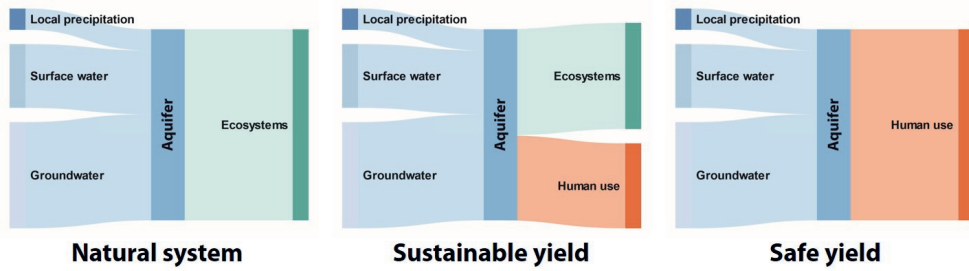 Local precipitation
Surface water
Groundwater
Aquifer
Ecosystems
Natural system
Local precipitation
Surface water
Groundwater
Aquifer
Ecosystems
Human use
Sustainable yield
Local precipitation
Surface water
Groundwater
Aquifer
Human use
Safe yield